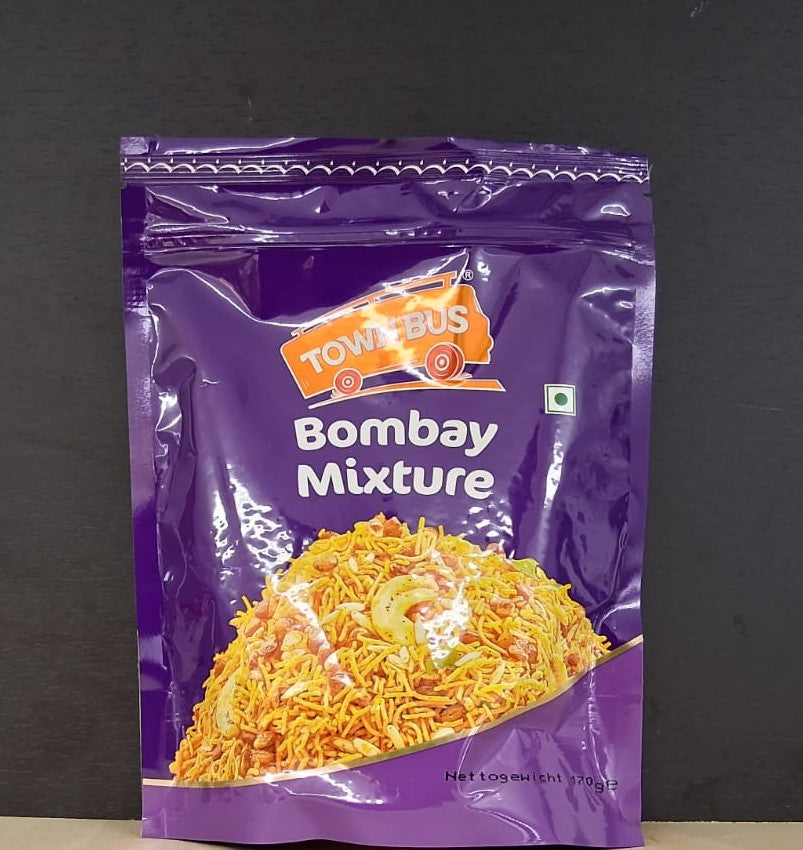 ®
TOWN BUS
Bombay
Mixture
Nettogewicht 170g℮